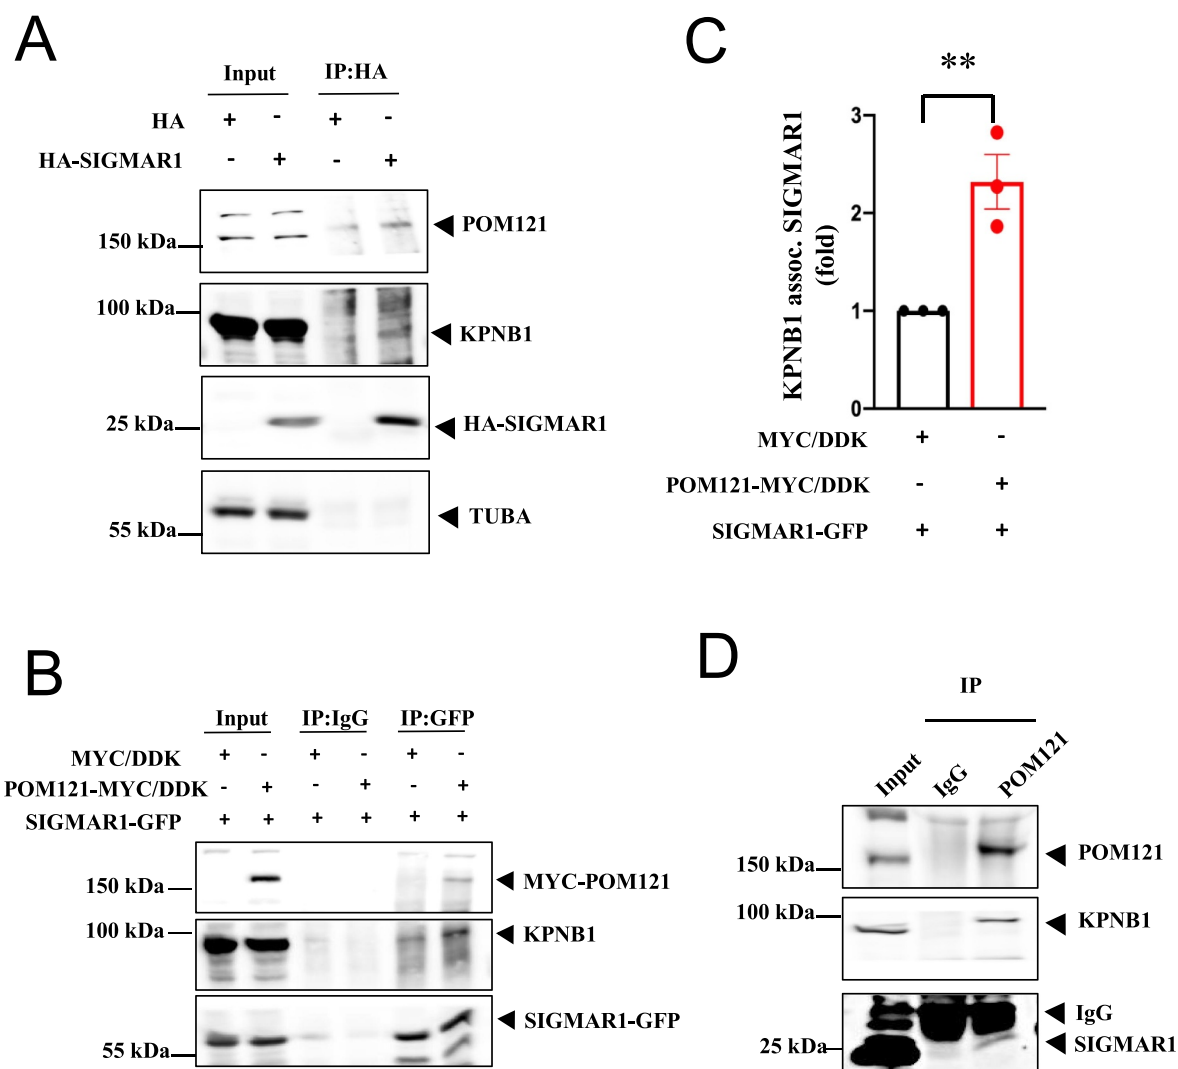 A
Input IP:HA
HA + - + -
HA-SIGMAR1 - + - +
150 kDa POM121
100 kDa KPNB1
25 kDa HA-SIGMAR1
55 kDa TUBA
C
**
KPNB1 assoc. SIGMAR1
(fold)
3
2
1
0
MYC/DDK + -
POM121-MYC/DDK - +
SIGMAR1-GFP + +
B
Input IP:IgG IP:GFP
MYC/DDK + - + - + -
POM121-MYC/DDK - + - + - +
SIGMAR1-GFP + + + + + +
150 kDa MYC-POM121
100 kDa KPNB1
SIGMAR1-GFP
55 kDa
D
IP
Input IgG POM121
150 kDa POM121
100 kDa KPNB1
IgG
25 kDa SIGMAR1